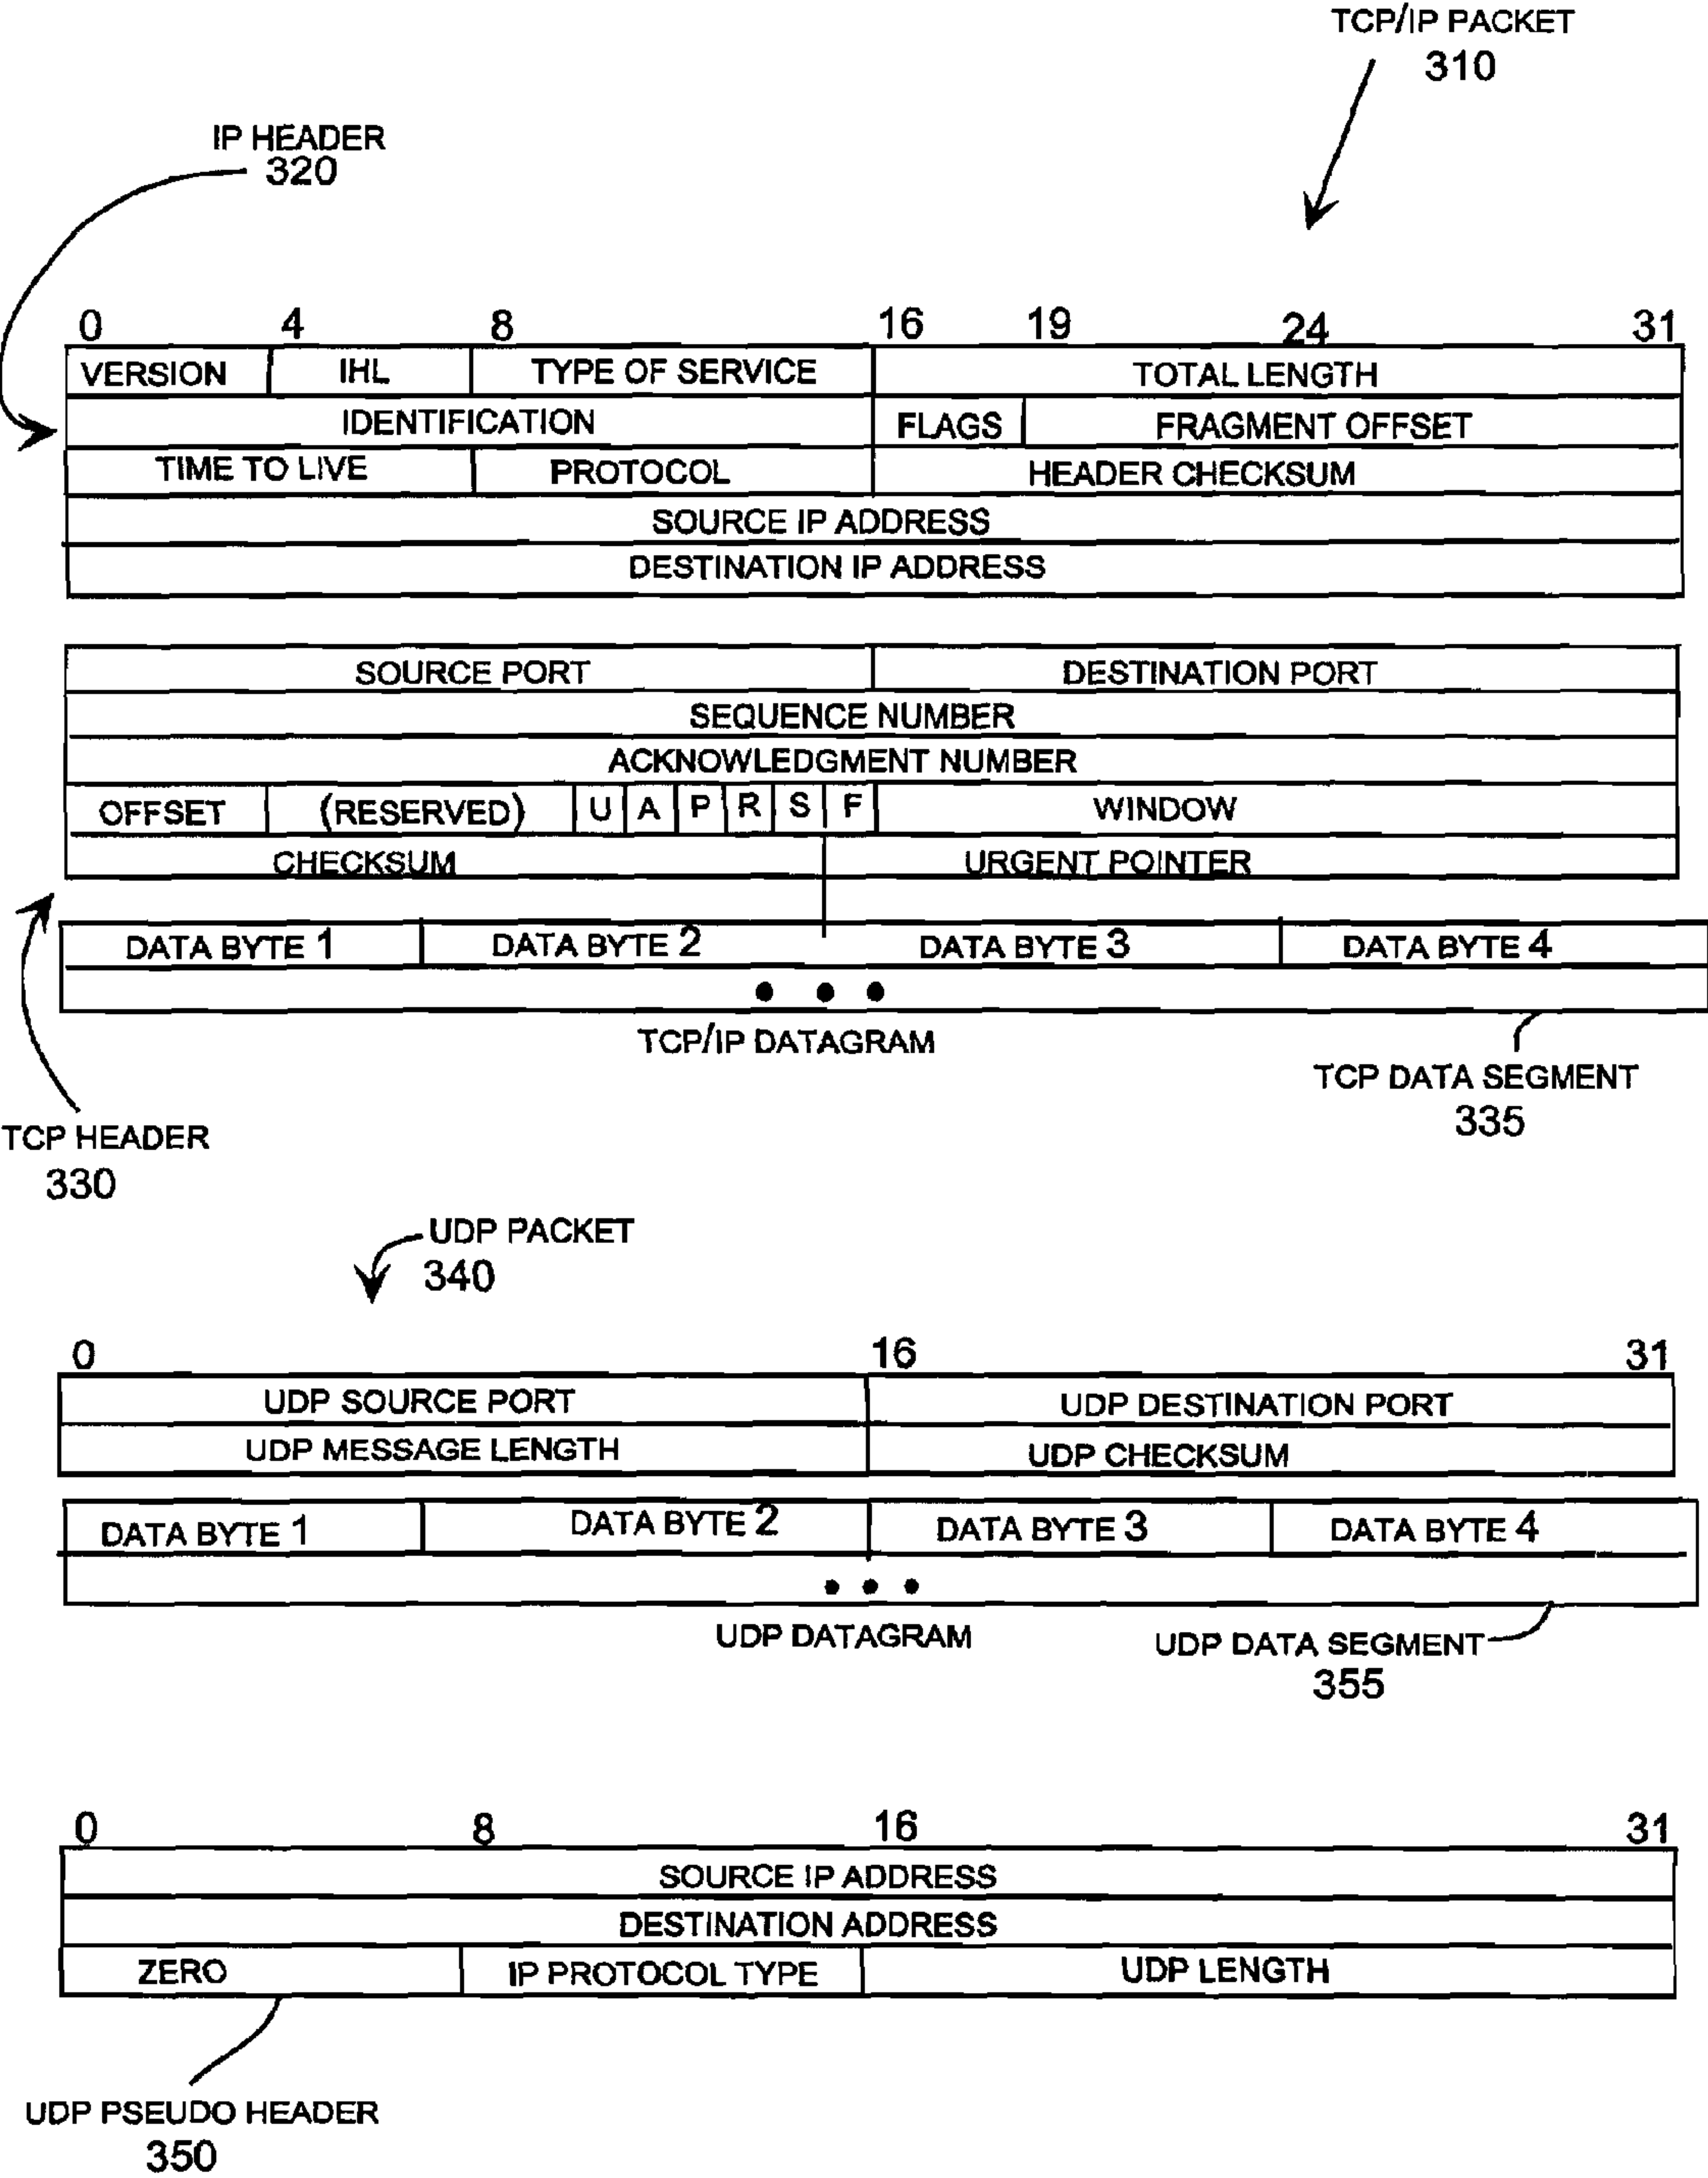 TCP/IP PACKET
310
IP HEADER
320
0 4 8 16 19 24 31
VERSION IHL TYPE OF SERVICE TOTAL LENGTH
IDENTIFICATION FLAGS FRAGMENT OFFSET
TIME TO LIVE PROTOCOL HEADER CHECKSUM
SOURCE IP ADDRESS
DESTINATION IP ADDRESS
SOURCE PORT DESTINATION PORT
SEQUENCE NUMBER
ACKNOWLEDGMENT NUMBER
OFFSET (RESERVED) U A P R S F WINDOW
CHECKSUM URGENT POINTER
DATA BYTE 1 DATA BYTE 2 DATA BYTE 3 DATA BYTE 4
• • •
TCP/IP DATAGRAM
TCP DATA SEGMENT
335
TCP HEADER
330
UDP PACKET
340
0 16 31
UDP SOURCE PORT UDP DESTINATION PORT
UDP MESSAGE LENGTH UDP CHECKSUM
DATA BYTE 1 DATA BYTE 2 DATA BYTE 3 DATA BYTE 4
• • •
UDP DATAGRAM
UDP DATA SEGMENT
355
0 8 16 31
SOURCE IP ADDRESS
DESTINATION ADDRESS
ZERO IP PROTOCOL TYPE UDP LENGTH
UDP PSEUDO HEADER
350